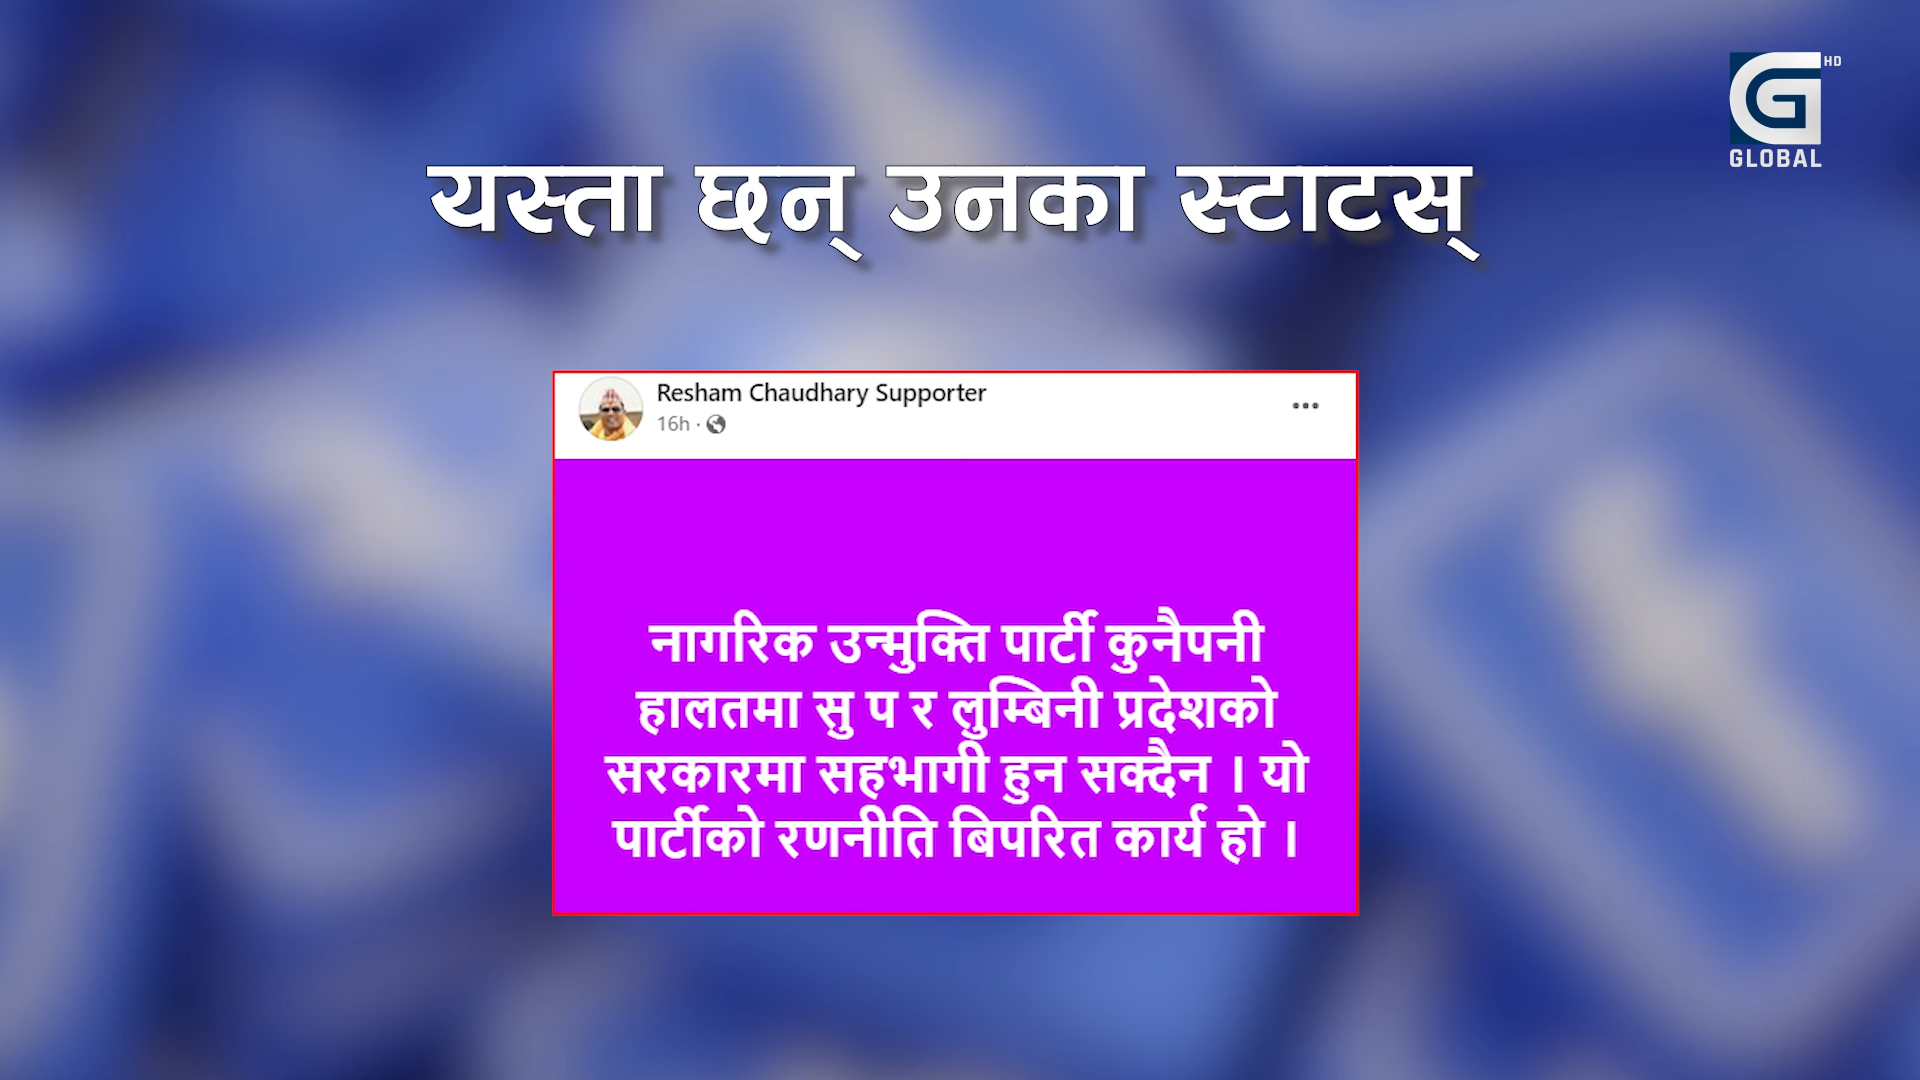 HD
GLOBAL
यस्ता छन् उनका स्टाटस्
Resham Chaudhary Supporter
16h ·
नागरिक उन्मुक्ति पार्टी कुनैपनी
हालतमा सु प र लुम्बिनी प्रदेशको
सरकारमा सहभागी हुन सक्दैन । यो
पार्टीको रणनीति बिपरित कार्य हो ।